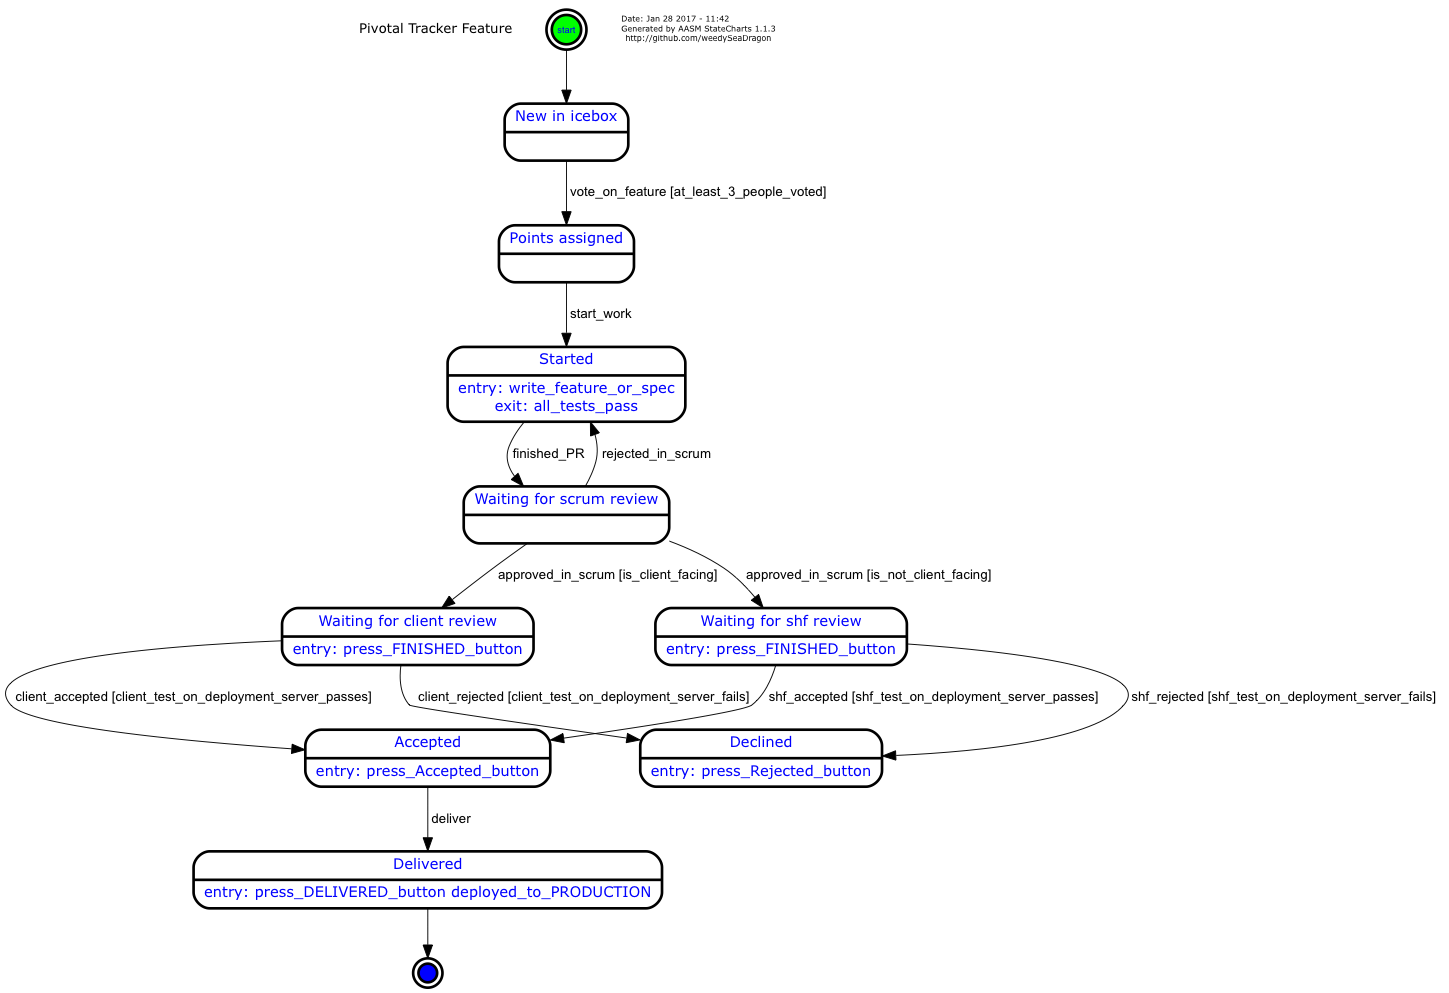 Pivotal Tracker Feature
start
Date: Jan 28 2017 - 11:42
Generated by AASM StateCharts 1.1.3
http://github.com/weedySeaDragon
New in icebox
vote_on_feature [at_least_3_people_voted]
Points assigned
start_work
Started
entry: write_feature_or_spec
exit: all_tests_pass
finished_PR
rejected_in_scrum
Waiting for scrum review
approved_in_scrum [is_client_facing]
approved_in_scrum [is_not_client_facing]
Waiting for client review
entry: press_FINISHED_button
Waiting for shf review
entry: press_FINISHED_button
client_accepted [client_test_on_deployment_server_passes]
client_rejected [client_test_on_deployment_server_fails]
shf_accepted [shf_test_on_deployment_server_passes]
shf_rejected [shf_test_on_deployment_server_fails]
Accepted
entry: press_Accepted_button
Declined
entry: press_Rejected_button
deliver
Delivered
entry: press_DELIVERED_button deployed_to_PRODUCTION